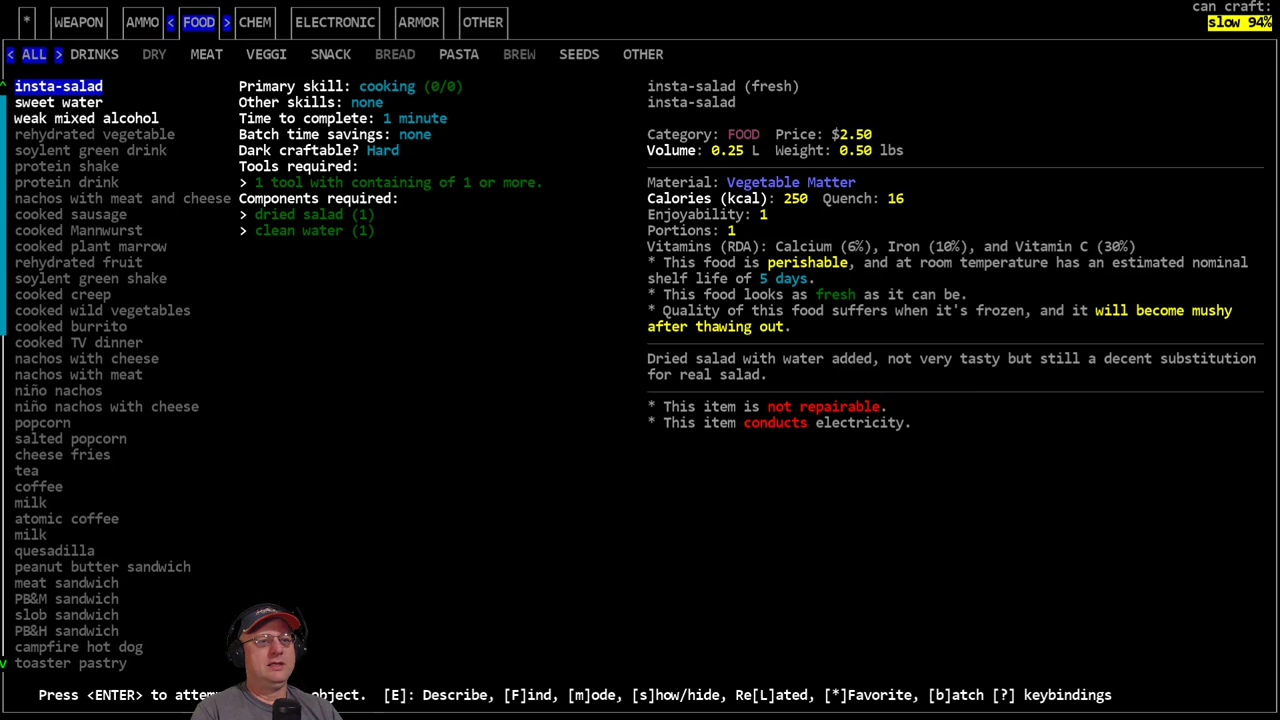 can craft:
* WEAPON AMMO < FOOD > CHEM ELECTRONIC ARMOR OTHER
slow 94%
< ALL > DRINKS DRY MEAT VEGGI SNACK BREAD PASTA BREW SEEDS OTHER
^
insta-salad
sweet water
weak mixed alcohol
rehydrated vegetable
soylent green drink
protein shake
protein drink
nachos with meat and cheese
cooked sausage
cooked Mannwurst
cooked plant marrow
rehydrated fruit
soylent green shake
cooked creep
cooked wild vegetables
cooked burrito
cooked TV dinner
nachos with cheese
nachos with meat
niño nachos
niño nachos with cheese
popcorn
salted popcorn
cheese fries
tea
coffee
milk
atomic coffee
milk
quesadilla
peanut butter sandwich
meat sandwich
PB&M sandwich
slob sandwich
PB&H sandwich
campfire hot dog
v toaster pastry
Primary skill: cooking (0/0)
Other skills: none
Time to complete: 1 minute
Batch time savings: none
Dark craftable? Hard
Tools required:
> 1 tool with containing of 1 or more.
Components required:
> dried salad (1)
> clean water (1)
insta-salad (fresh)
insta-salad
Category: FOOD Price: $2.50
Volume: 0.25 L Weight: 0.50 lbs
Material: Vegetable Matter
Calories (kcal): 250 Quench: 16
Enjoyability: 1
Portions: 1
Vitamins (RDA): Calcium (6%), Iron (10%), and Vitamin C (30%)
* This food is perishable, and at room temperature has an estimated nominal
shelf life of 5 days.
* This food looks as fresh as it can be.
* Quality of this food suffers when it's frozen, and it will become mushy
after thawing out.
Dried salad with water added, not very tasty but still a decent substitution
for real salad.
* This item is not repairable.
* This item conducts electricity.
Press <ENTER> to object. [E]: Describe, [F]ind, [m]ode, [s]how/hide, Re[L]ated, [*]Favorite, [b]atch [?] keybindings